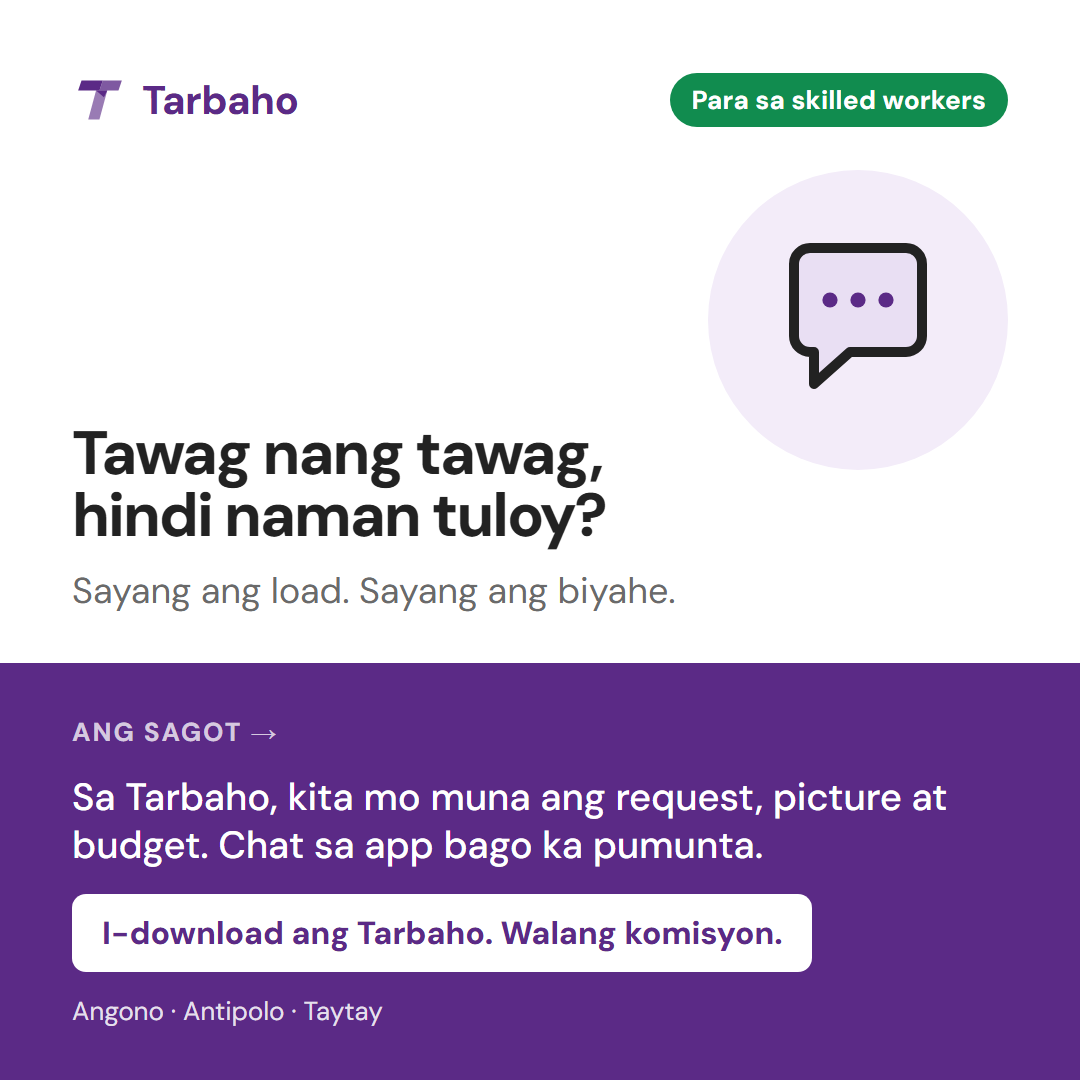 Tarbaho
Para sa skilled workers
Tawag nang tawag,
hindi naman tuloy?
Sayang ang load. Sayang ang biyahe.
ANG SAGOT →
Sa Tarbaho, kita mo muna ang request, picture at
budget. Chat sa app bago ka pumunta.
I-download ang Tarbaho. Walang komisyon.
Angono · Antipolo · Taytay